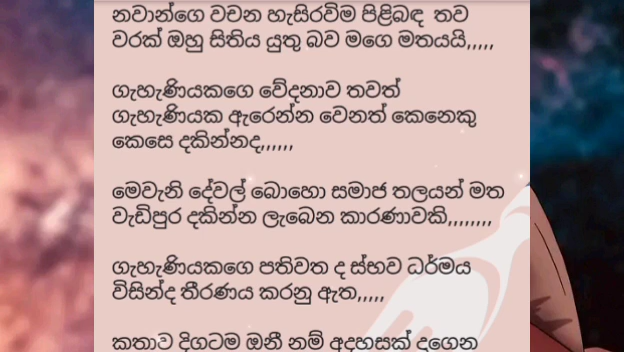 නවාන්ගෙ වචන හැසිරවිම පිළිබඳ තව
වරක් ඔහු සිතිය යුතු බව මගෙ මතයයි,,,,,
ගැහැණියකගෙ වේදනාව තවත්
ගැහැණියක ඇරෙන්න වෙනත් කෙනෙකු
කෙසෙ දකින්නද,,,,,,
මෙවැනි දේවල් බොහො සමාජ තලයන් මත
වැඩිපුර දකින්න ලැබෙන කාරණාවකි,,,,,,,,
ගැහැණියකගෙ පතිවත ද ස්භව ධර්මය
විසින්ද තීරණය කරනු ඇත,,,,,
කතාව දිගටම ඔනී නම් අදහසක් දාගෙන